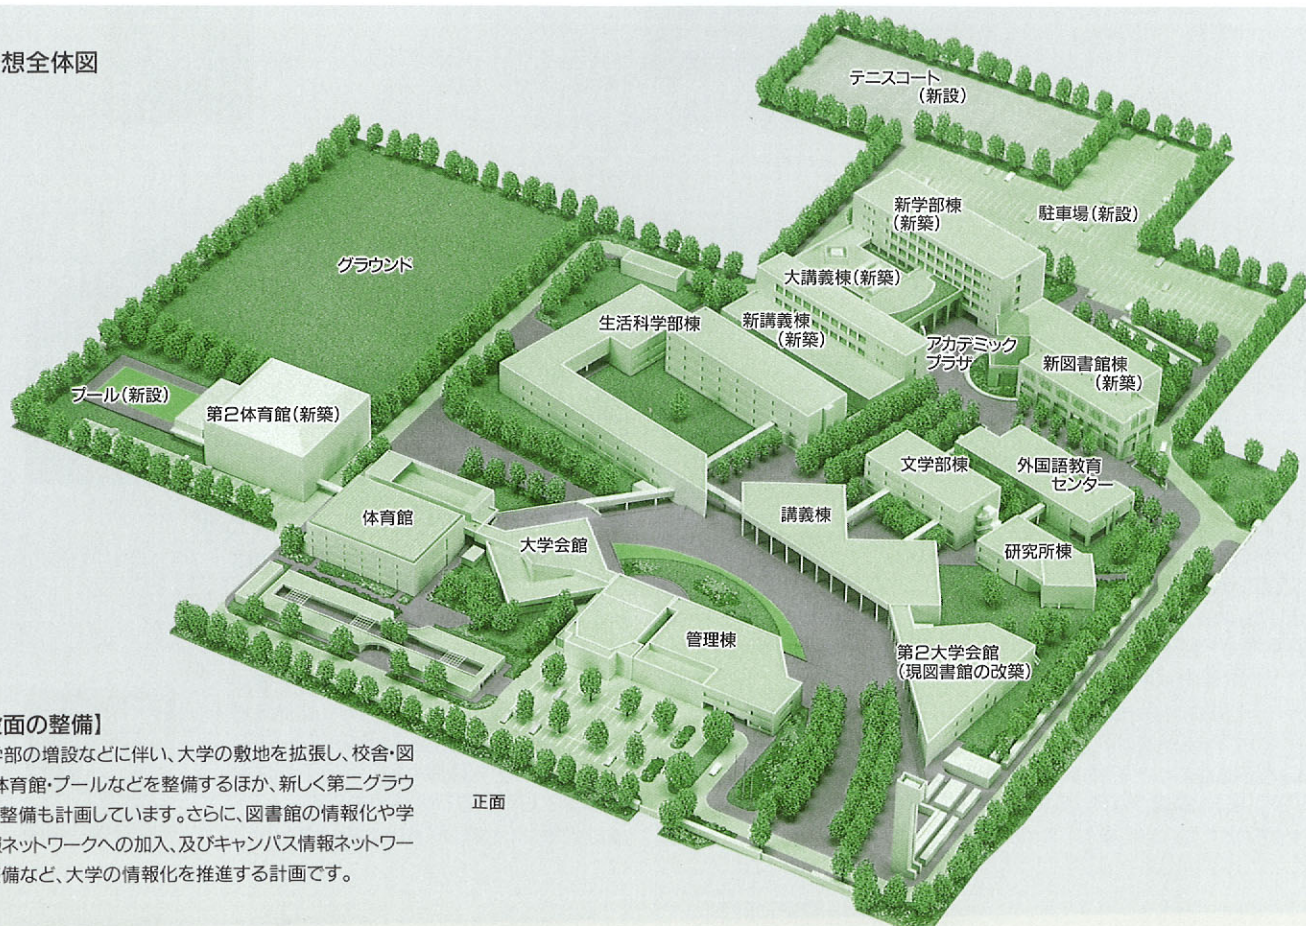 想全体図
テニスコート
(新設)
新学部棟
(新築)
駐車場(新設)
グラウンド
大講義棟(新築)
生活科学部棟
新講義棟
(新築)
アカデミック
プラザ
新図書館棟
(新築)
プール(新設)
第2体育館(新築)
文学部棟
外国語教育
センター
体育館
講義棟
大学会館
研究所棟
管理棟
第2大学会館
(現図書館の改築)
面の整備】
学部の増設などに伴い、大学の敷地を拡張し、校舎・図
体育館・プールなどを整備するほか、新しく第二グラウ
整備も計画しています。さらに、図書館の情報化や学
ネットワークへの加入、及びキャンパス情報ネットワー
備など、大学の情報化を推進する計画です。
正面